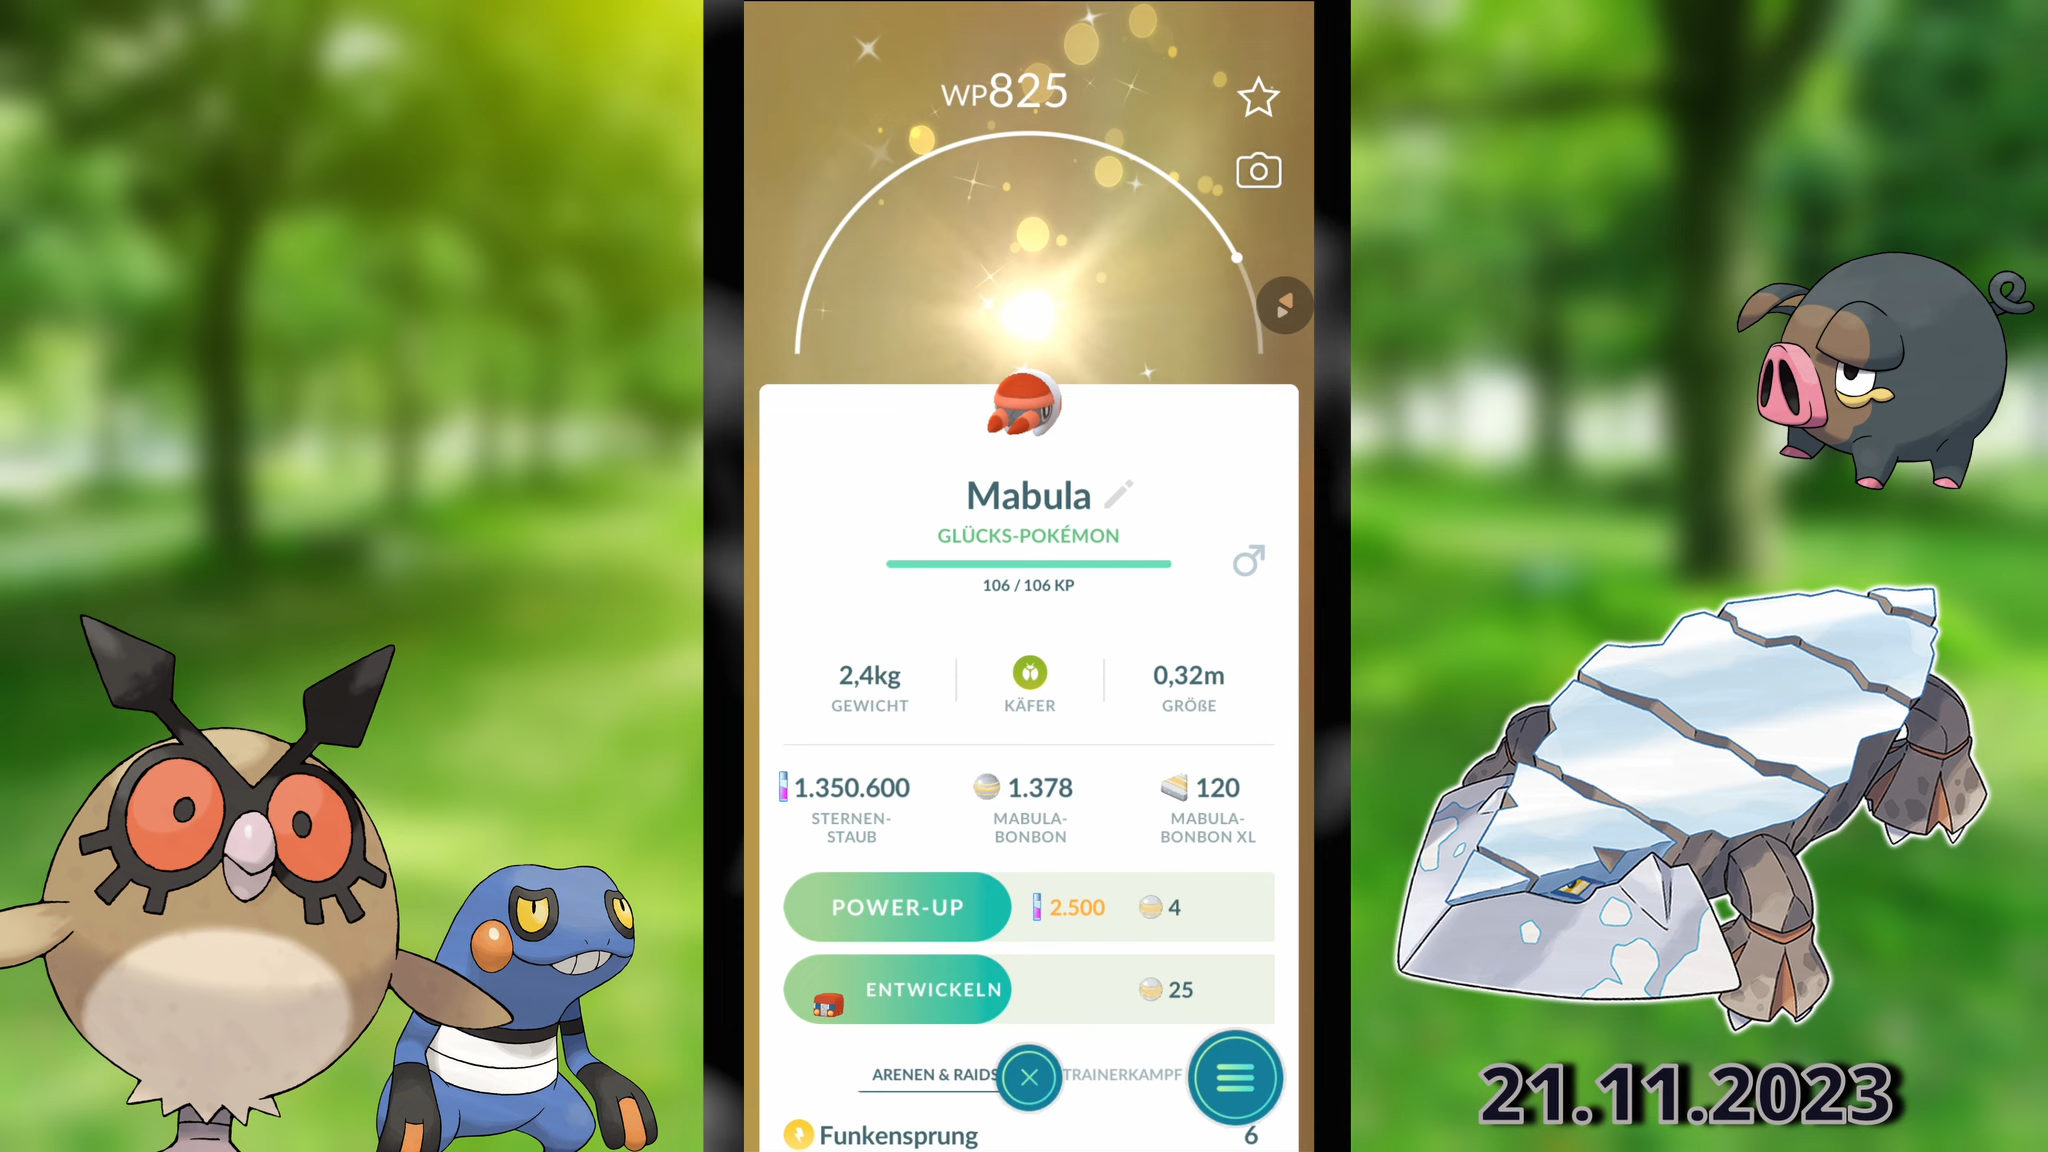 WP825
Mabula
GLÜCKS-POKÉMON
106 / 106 KP
2,4kg
GEWICHT
KÄFER
0,32m
GRÖßE
1.350.600
STERNEN-
STAUB
1.378
MABULA-
BONBON
120
MABULA-
BONBON XL
POWER-UP 2.500 4
ENTWICKELN 25
ARENEN & RAIDS TRAINERKAMPF
Funkensprung 6
21.11.2023